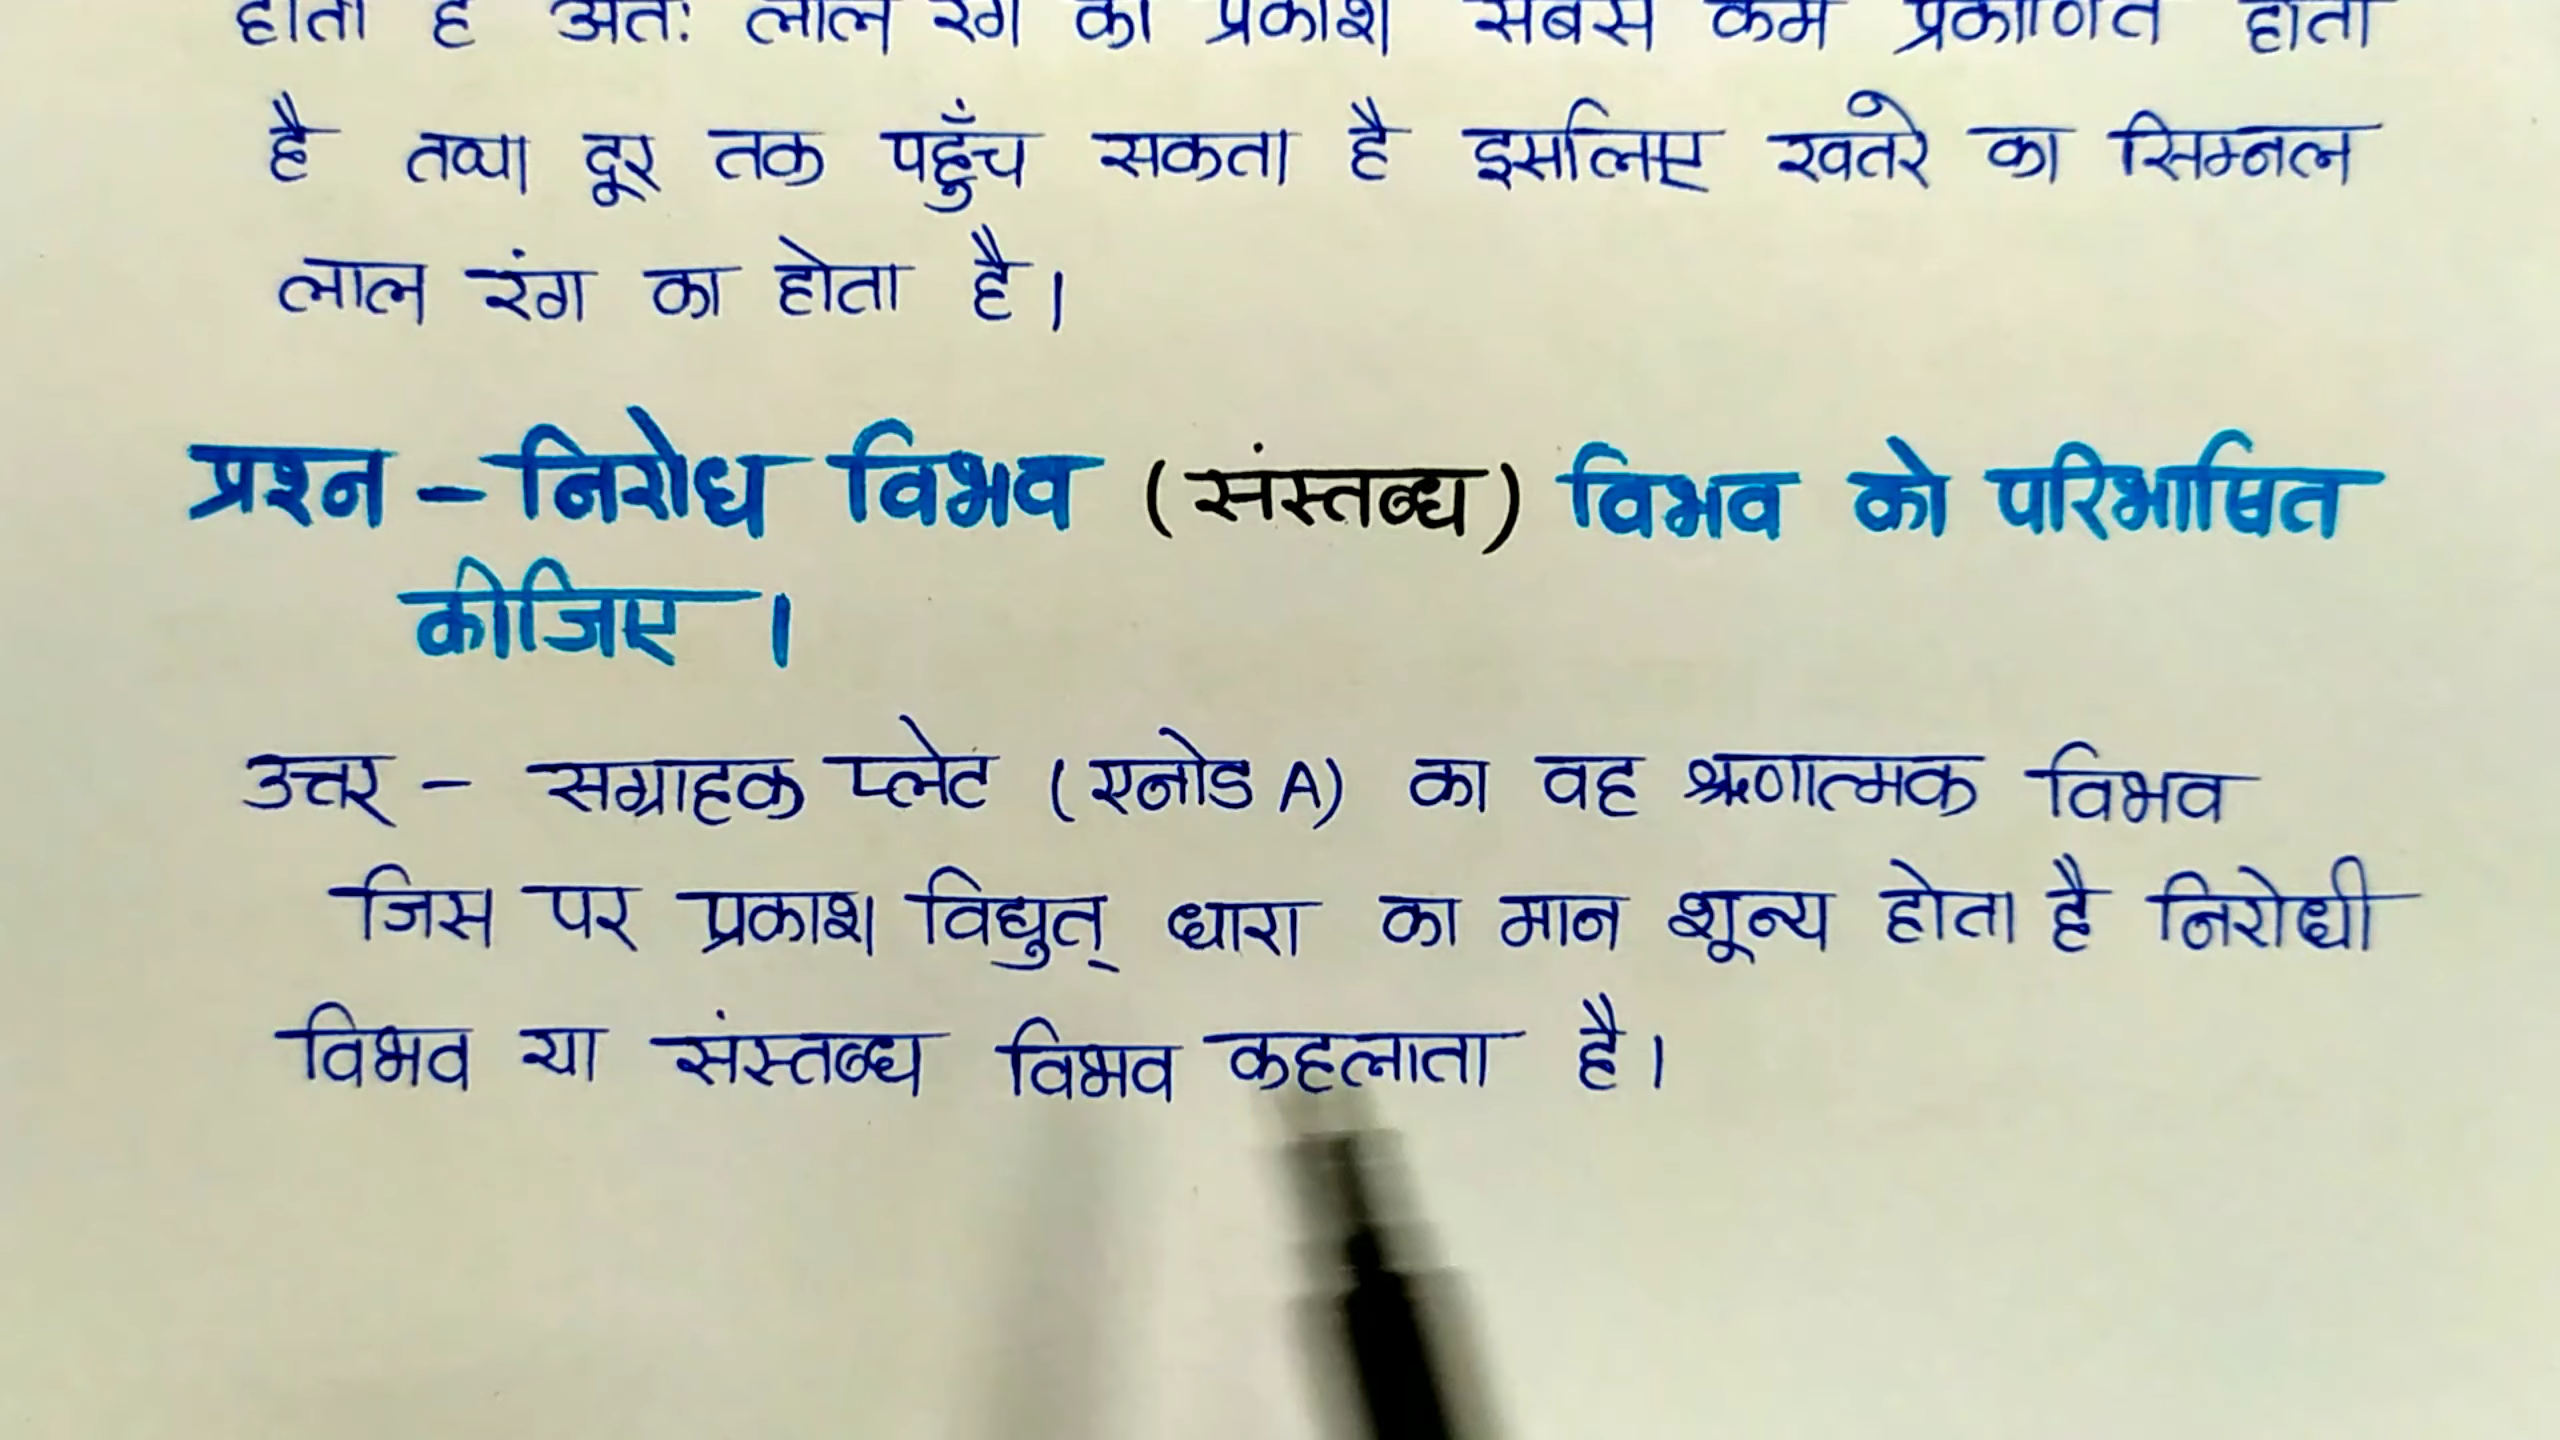 होता है अतः लाल रंग का प्रकाश सबसे कम प्रकीर्णित होता
है तथा दूर तक पहुँच सकता है इसलिए खतरे का सिग्नल
लाल रंग का होता है।
प्रश्न - निरोध विभव (संस्तब्ध) विभव को परिभाषित
कीजिए ।
उत्तर - सग्राहक प्लेट (एनोड A) का वह ऋणात्मक विभव
जिस पर प्रकाश विद्युत् धारा का मान शून्य होता है निरोधी
विभव या संस्तब्ध विभव कहलाता है।